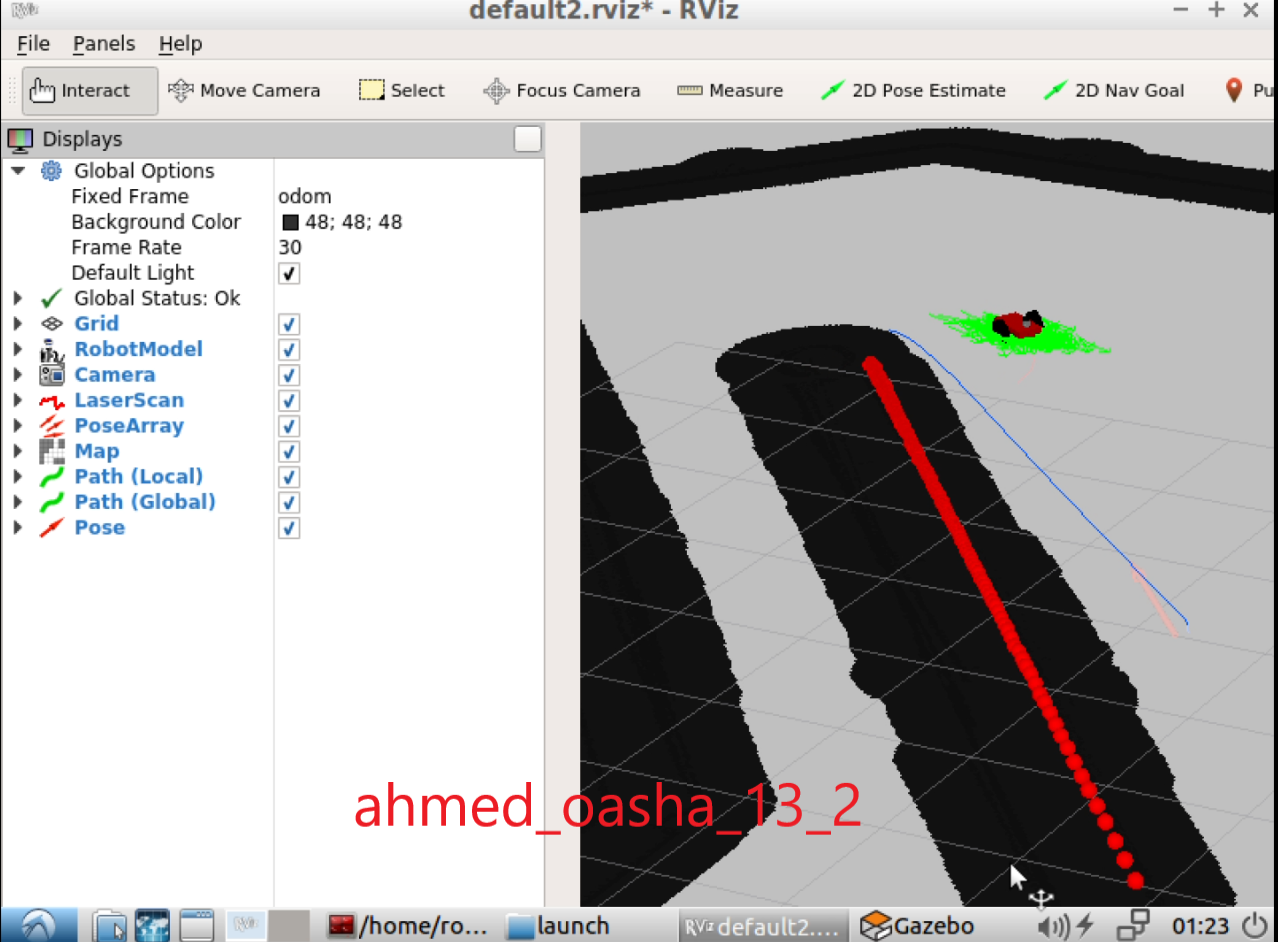 default2.rviz* - RViz
File Panels Help
Interact Move Camera Select Focus Camera Measure 2D Pose Estimate 2D Nav Goal Pu
Displays
Global Options
Fixed Frame odom
Background Color 48; 48; 48
Frame Rate 30
Default Light
Global Status: Ok
Grid
RobotModel
Camera
LaserScan
PoseArray
Map
Path (Local)
Path (Global)
Pose
ahmed_oasha_13_2
/home/ro... launch RViz default2.... Gazebo 01:23